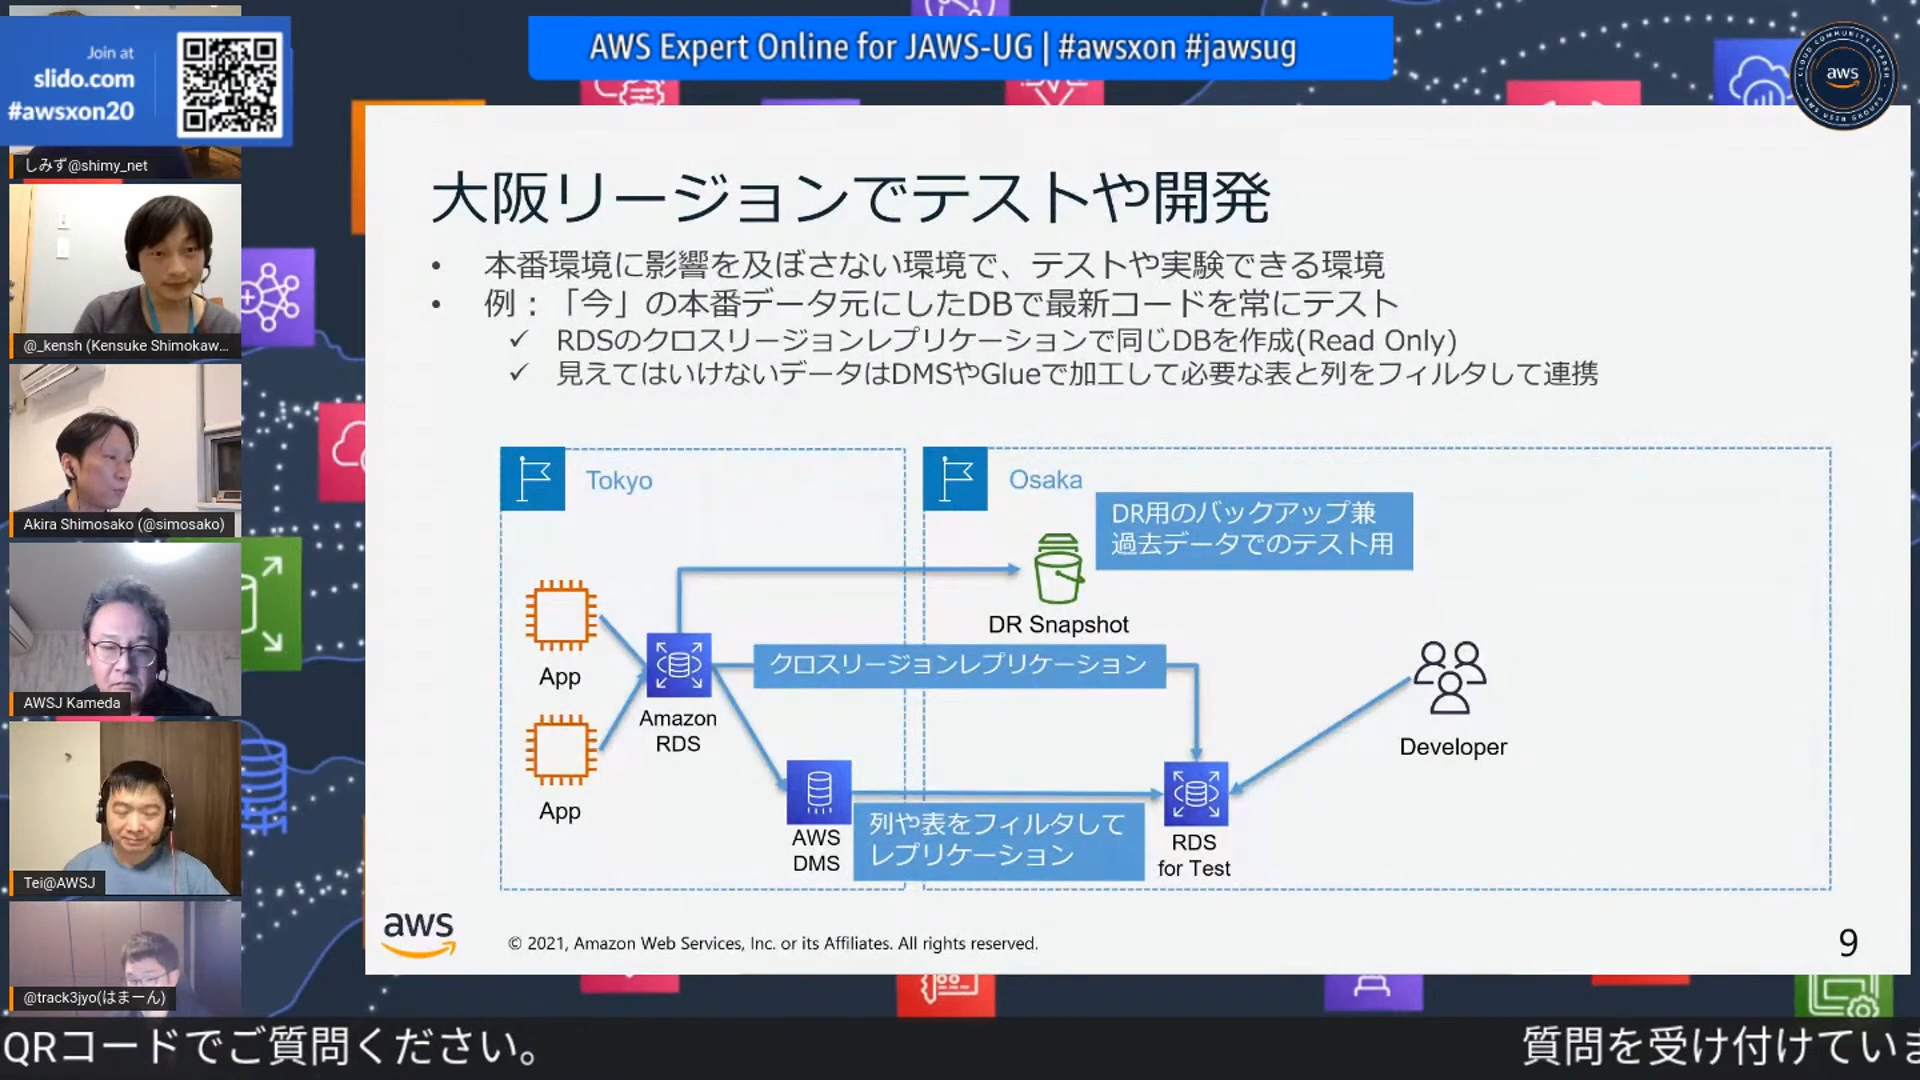 AWS Expert Online for JAWS-UG | #awsxon #jawsug
Join at
slido.com
#awsxon20
しみず@shimy_net
@_kensh (Kensuke Shimokaw...
Akira Shimosako (@simosako)
AWSJ Kameda
Tei@AWSJ
@track3jyo(はまーん)
aws
CLOUD COMMUNITY LEADER
AWS USER GROUPS
大阪リージョンでテストや開発
• 本番環境に影響を及ぼさない環境で、テストや実験できる環境
• 例：「今」の本番データ元にしたDBで最新コードを常にテスト
✓ RDSのクロスリージョンレプリケーションで同じDBを作成(Read Only)
✓ 見えてはいけないデータはDMSやGlueで加工して必要な表と列をフィルタして連携
Tokyo
Osaka
DR用のバックアップ兼
過去データでのテスト用
DR Snapshot
App
クロスリージョンレプリケーション
Amazon
RDS
Developer
App
AWS
DMS
列や表をフィルタして
レプリケーション
RDS
for Test
aws
© 2021, Amazon Web Services, Inc. or its Affiliates. All rights reserved.
9
QRコードでご質問ください。
質問を受け付けていま